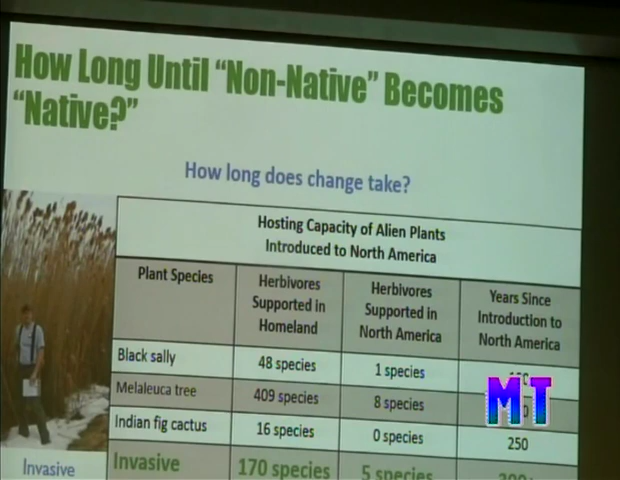 How Long Until “Non-Native” Becomes
“Native?”
How long does change take?
Hosting Capacity of Alien Plants
Introduced to North America
Plant Species
Herbivores
Supported in
Homeland
Herbivores
Supported in
North America
Years Since
Introduction to
North America
Black sally
48 species
1 species
Melaleuca tree
409 species
8 species
Indian fig cactus
16 species
0 species
250
Invasive
170 species
5 species
Invasive
MT